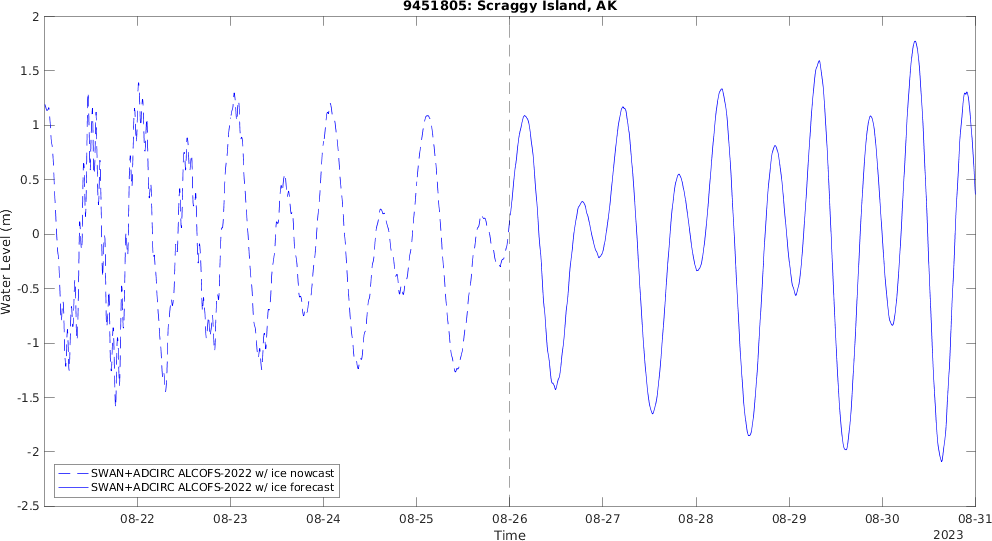 9451805: Scraggy Island, AK
2
1.5
1
0.5
0
-0.5
-1
-1.5
-2
-2.5
Water Level (m)
SWAN+ADCIRC ALCOFS-2022 w/ ice nowcast
SWAN+ADCIRC ALCOFS-2022 w/ ice forecast
08-22 08-23 08-24 08-25 08-26 08-27 08-28 08-29 08-30 08-31
Time
2023